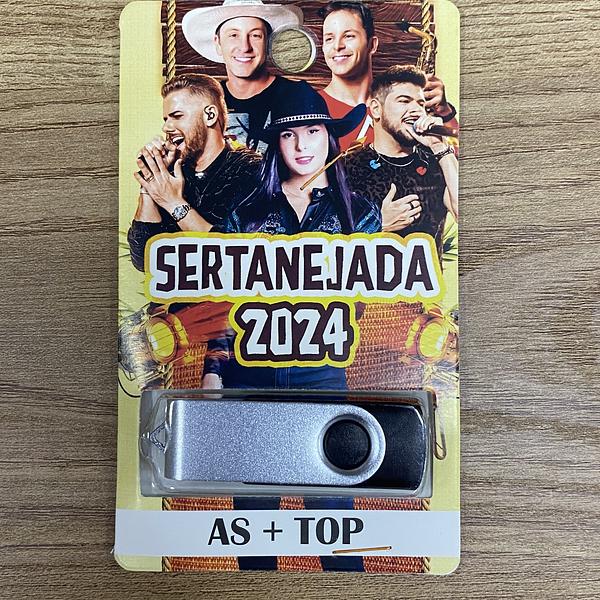 SERTANEJADA
2024
AS + TOP